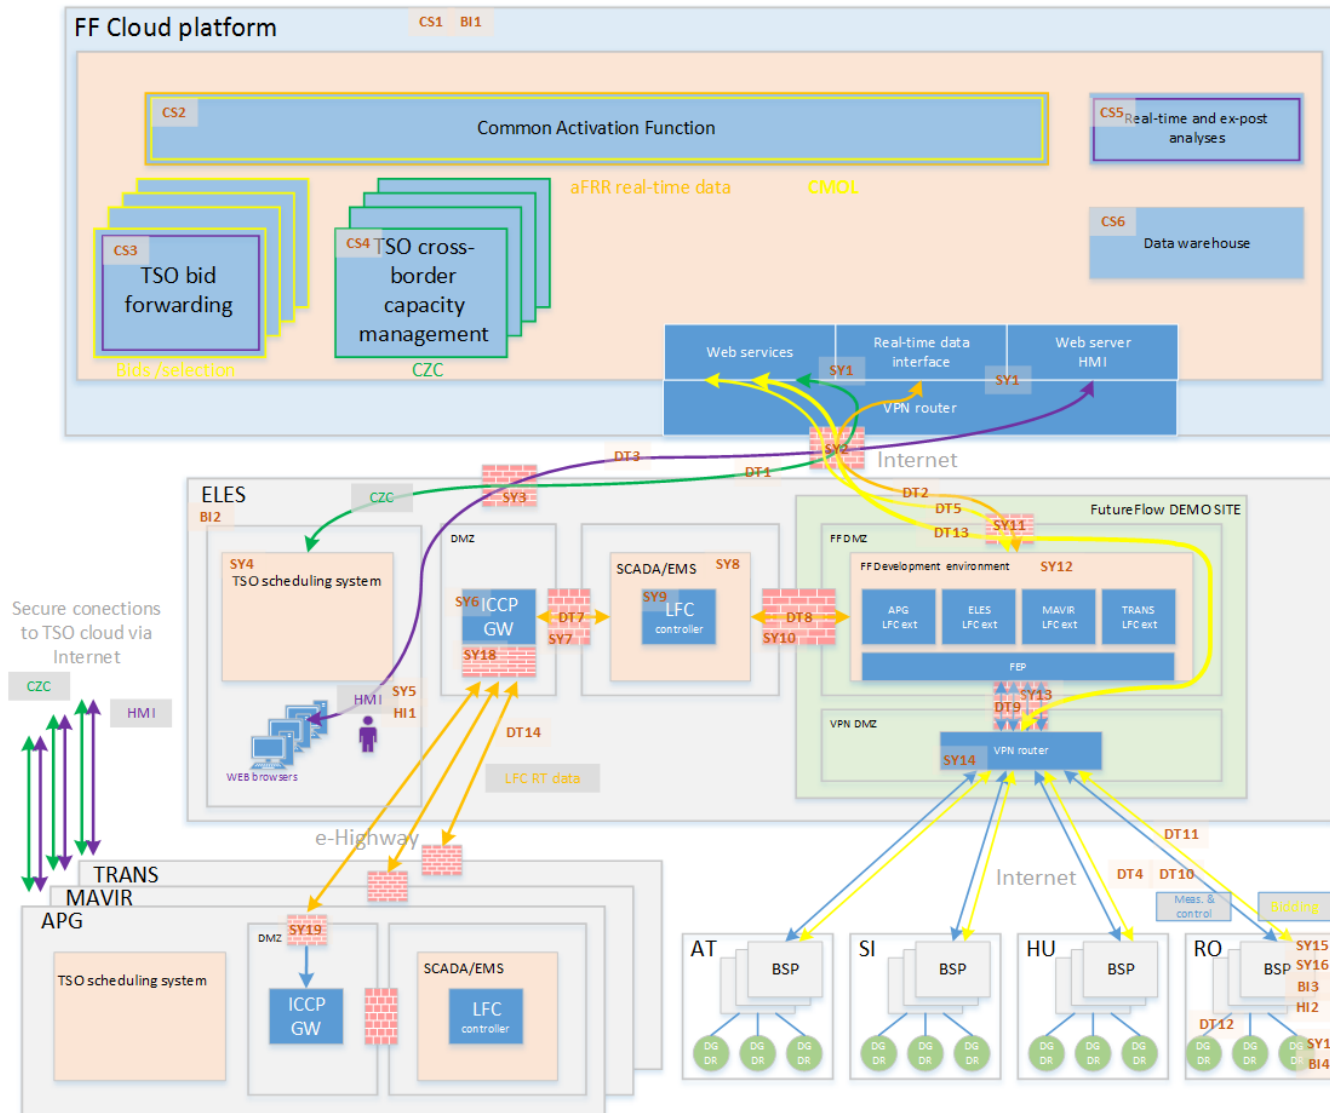 FF Cloud platform
CS1 BI1
CS2
Common Activation Function
CS5
Real-time and ex-post
analyses
aFRR real-time data
CMOL
CS3
TSO bid
forwarding
Bids /selection
CS4
TSO cross-
border
capacity
management
CZC
CS6
Data warehouse
Web services
Real-time data
interface
Web server
HMI
SY1
SY1
VPN router
SY2
Internet
DT3
DT1
DT2
DT5
DT13
ELES
BI2
CZC
SY3
SY11
FutureFlow DEMO SITE
SY4
TSO scheduling system
DMZ
SY6
ICCP
GW
SY18
DT7
SY7
SCADA/EMS
SY8
SY9
LFC
controller
DT8
SY10
FF DMZ
FF Development environment
SY12
APG
LFC ext
ELES
LFC ext
MAVIR
LFC ext
TRANS
LFC ext
FEP
SY13
DT9
VPN DMZ
VPN router
SY14
HMI
SY5
HI1
WEB browsers
DT14
LFC RT data
Secure conections
to TSO cloud via
Internet
CZC
HMI
e-Highway
TRANS
MAVIR
APG
TSO scheduling system
DMZ
SY19
ICCP
GW
SCADA/EMS
LFC
controller
Internet
DT11
DT4
DT10
Meas. &
control
Bidding
AT
BSP
DG
DR
DG
DR
DG
DR
SI
BSP
DG
DR
DG
DR
DG
DR
HU
BSP
DG
DR
DG
DR
DG
DR
RO
BSP
SY15
SY16
BI3
HI2
DT12
DG
DR
DG
DR
DG
DR
SY1
BI4